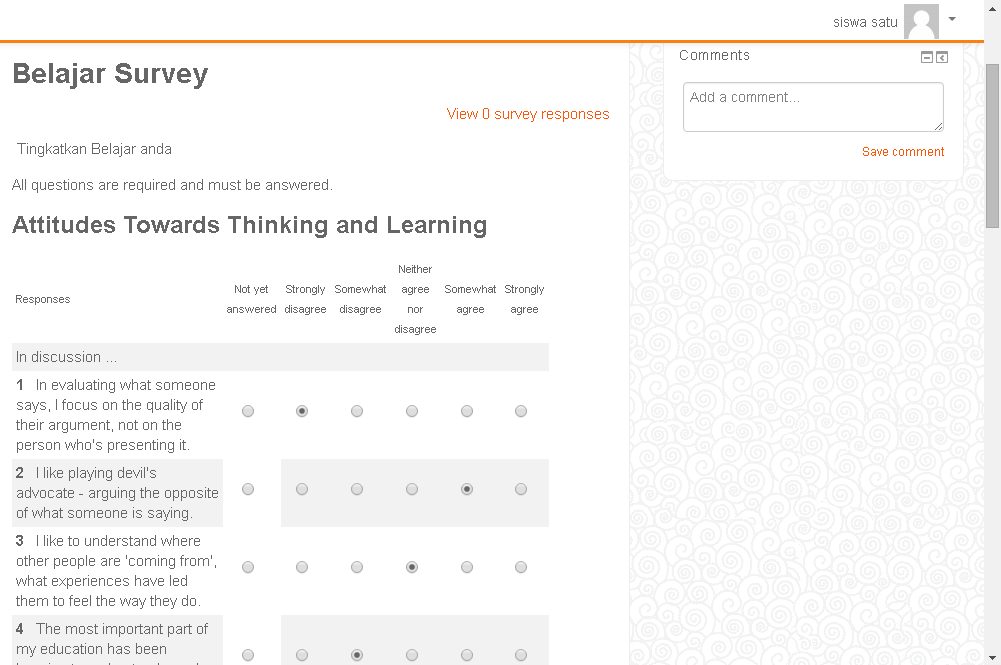 siswa satu
Belajar Survey
View 0 survey responses
Tingkatkan Belajar anda
All questions are required and must be answered.
Attitudes Towards Thinking and Learning
Responses
Not yet
answered
Strongly
disagree
Somewhat
disagree
Neither
agree
nor
disagree
Somewhat
agree
Strongly
agree
In discussion ...
1 In evaluating what someone
says, I focus on the quality of
their argument, not on the
person who's presenting it.
2 I like playing devil's
advocate - arguing the opposite
of what someone is saying.
3 I like to understand where
other people are 'coming from',
what experiences have led
them to feel the way they do.
4 The most important part of
my education has been
Comments
Add a comment...
Save comment